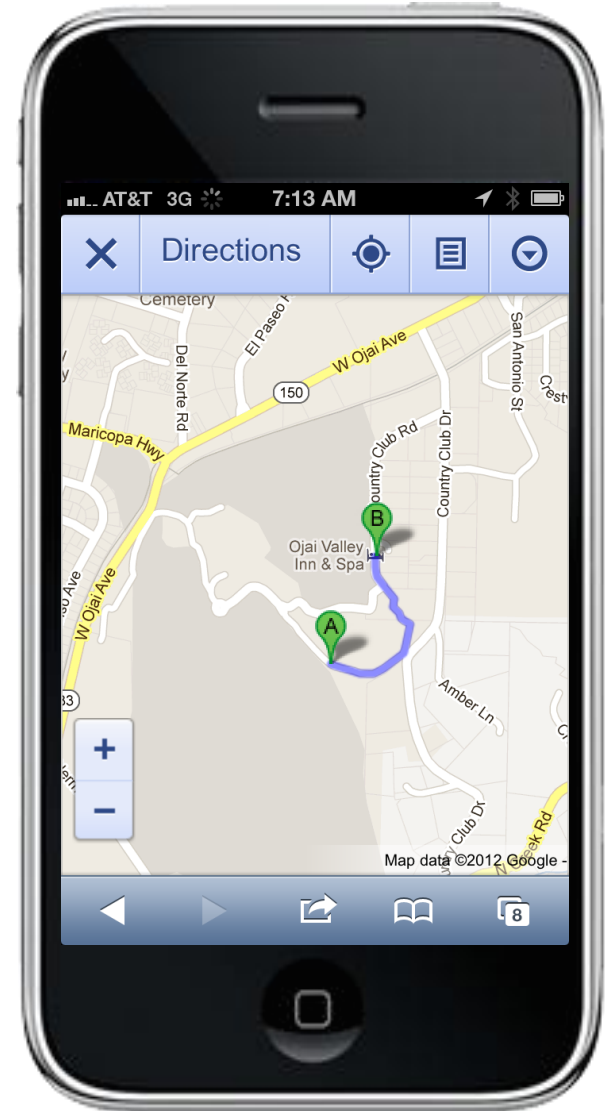 AT&T 3G 7:13 AM
Directions
Cemetery
El Paseo
Del Norte Rd
W Ojai Ave
San Antonio St
150
Maricopa Hwy
ountry Club Rd
Country Club Dr
B
Ojai Valley
Inn & Spa
W Ojai Ave
A
Amber Ln
33
+
−
Map data ©2012 Google -
8